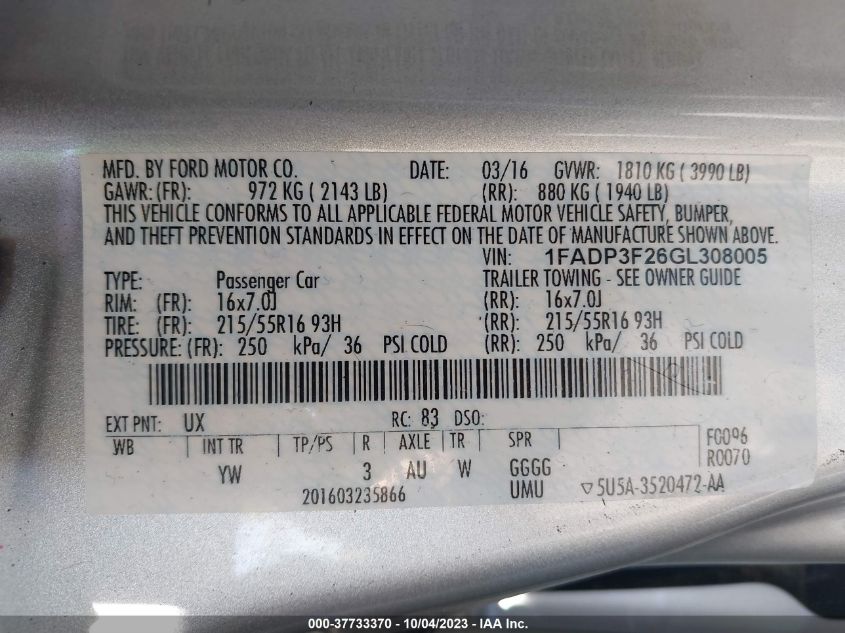 MFD. BY FORD MOTOR CO. DATE: 03/16 GVWR: 1810 KG ( 3990 LB)
GAWR: (FR): 972 KG ( 2143 LB) (RR): 880 KG ( 1940 LB)
THIS VEHICLE CONFORMS TO ALL APPLICABLE FEDERAL MOTOR VEHICLE SAFETY, BUMPER,
AND THEFT PREVENTION STANDARDS IN EFFECT ON THE DATE OF MANUFACTURE SHOWN ABOVE.
VIN: 1FADP3F26GL308005
TYPE: Passenger Car TRAILER TOWING - SEE OWNER GUIDE
RIM: (FR): 16x7.0J (RR): 16x7.0J
TIRE: (FR): 215/55R16 93H (RR): 215/55R16 93H
PRESSURE: (FR): 250 kPa/ 36 PSI COLD (RR): 250 kPa/ 36 PSI COLD
EXT PNT: UX RC: 83 DSO:
WB INT TR TP/PS R AXLE TR SPR F0096
YW 3 AU W GGGG R0070
201603235866 UMU 5U5A-3520472-AA
000-37733370 / 10/04/2023 - IAA Inc.